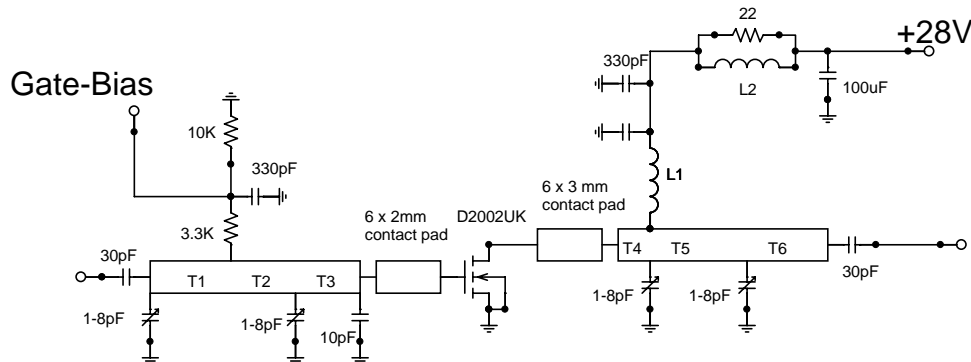 22
+28V
330pF
L2
100uF
Gate-Bias
10K
330pF
L1
6 x 3 mm
contact pad
6 x 2mm
contact pad
D2002UK
3.3K
30pF
T1
T2
T3
T4
T5
T6
30pF
1-8pF
1-8pF
10pF
1-8pF
1-8pF